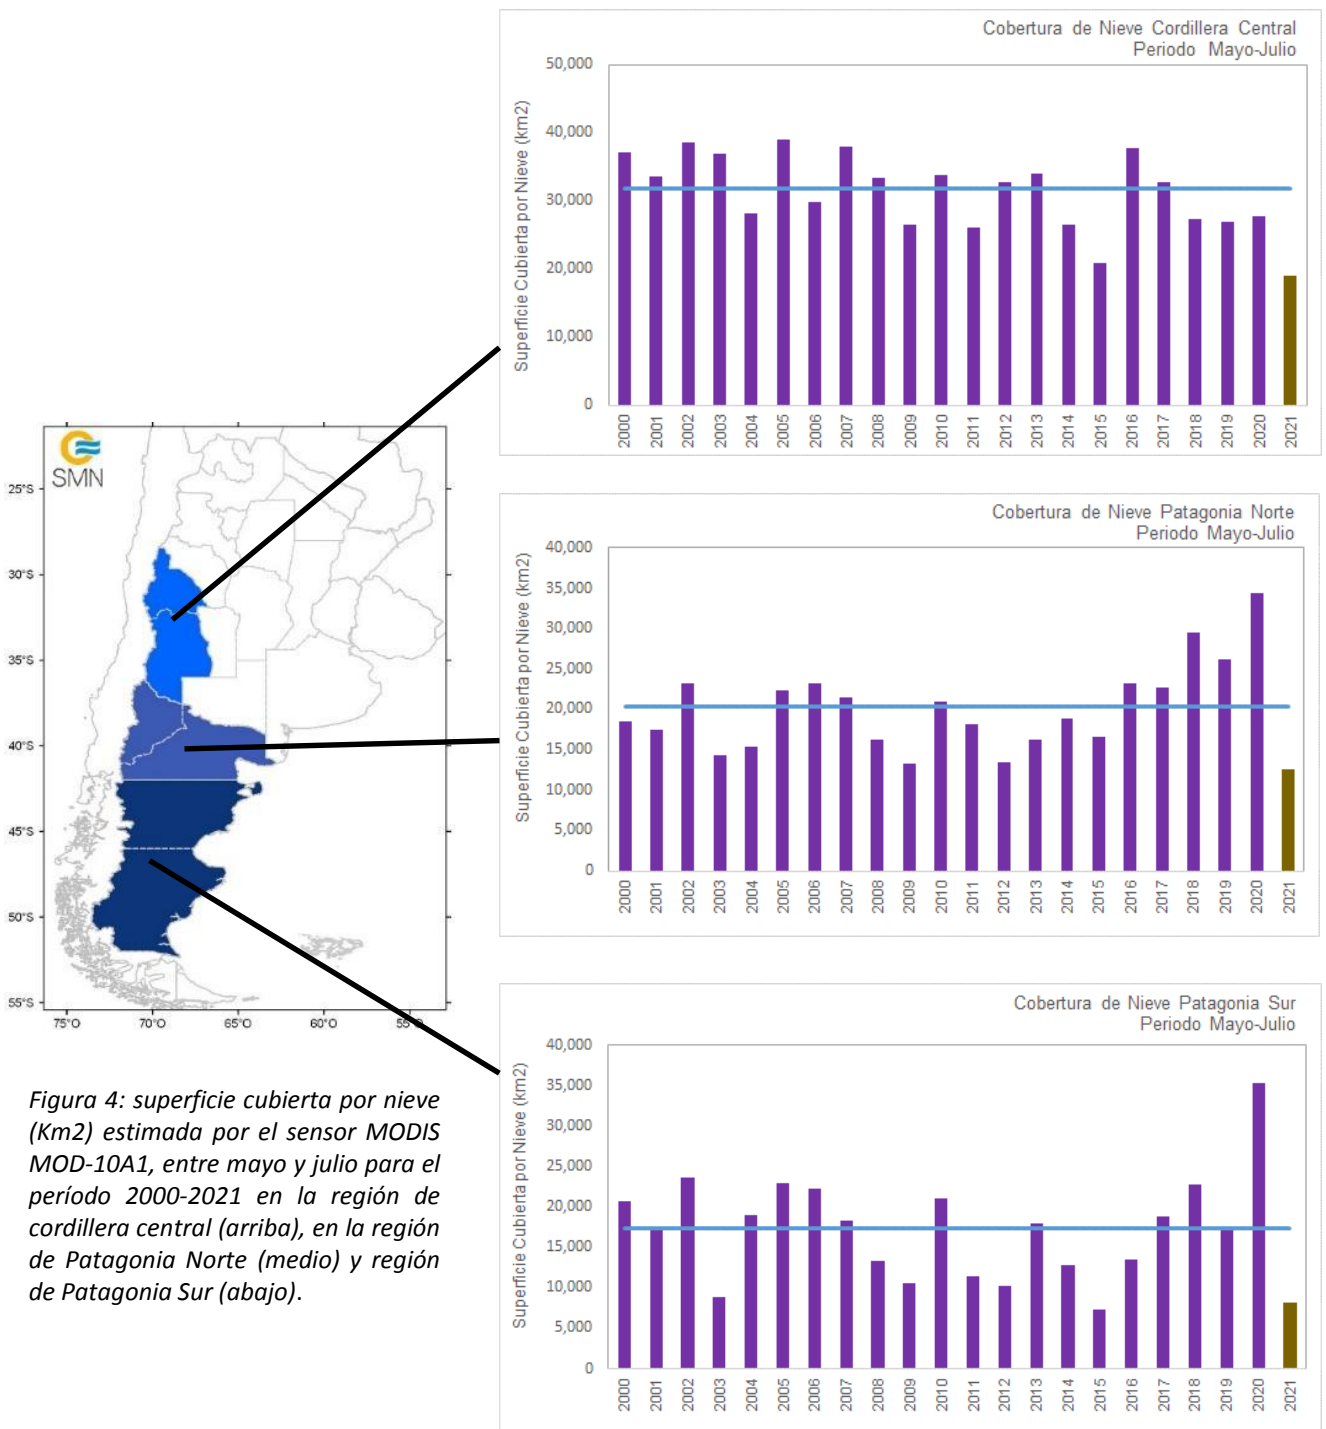 Cobertura de Nieve Cordillera Central
Periodo Mayo-Julio
Superficie Cubierta por Nieve (km2)
50,000
40,000
30,000
20,000
10,000
0
2000 2001 2002 2003 2004 2005 2006 2007 2008 2009 2010 2011 2012 2013 2014 2015 2016 2017 2018 2019 2020 2021
SMN
25°S
30°S
35°S
40°S
45°S
50°S
55°S
75°O 70°O 65°O 60°O 55°O
Cobertura de Nieve Patagonia Norte
Periodo Mayo-Julio
Superficie Cubierta por Nieve (km2)
40,000
35,000
30,000
25,000
20,000
15,000
10,000
5,000
0
2000 2001 2002 2003 2004 2005 2006 2007 2008 2009 2010 2011 2012 2013 2014 2015 2016 2017 2018 2019 2020 2021
Cobertura de Nieve Patagonia Sur
Periodo Mayo-Julio
Superficie Cubierta por Nieve (km2)
40,000
35,000
30,000
25,000
20,000
15,000
10,000
5,000
0
2000 2001 2002 2003 2004 2005 2006 2007 2008 2009 2010 2011 2012 2013 2014 2015 2016 2017 2018 2019 2020 2021
Figura 4: superficie cubierta por nieve
(Km2) estimada por el sensor MODIS
MOD-10A1, entre mayo y julio para el
período 2000-2021 en la región de
cordillera central (arriba), en la región
de Patagonia Norte (medio) y región
de Patagonia Sur (abajo).